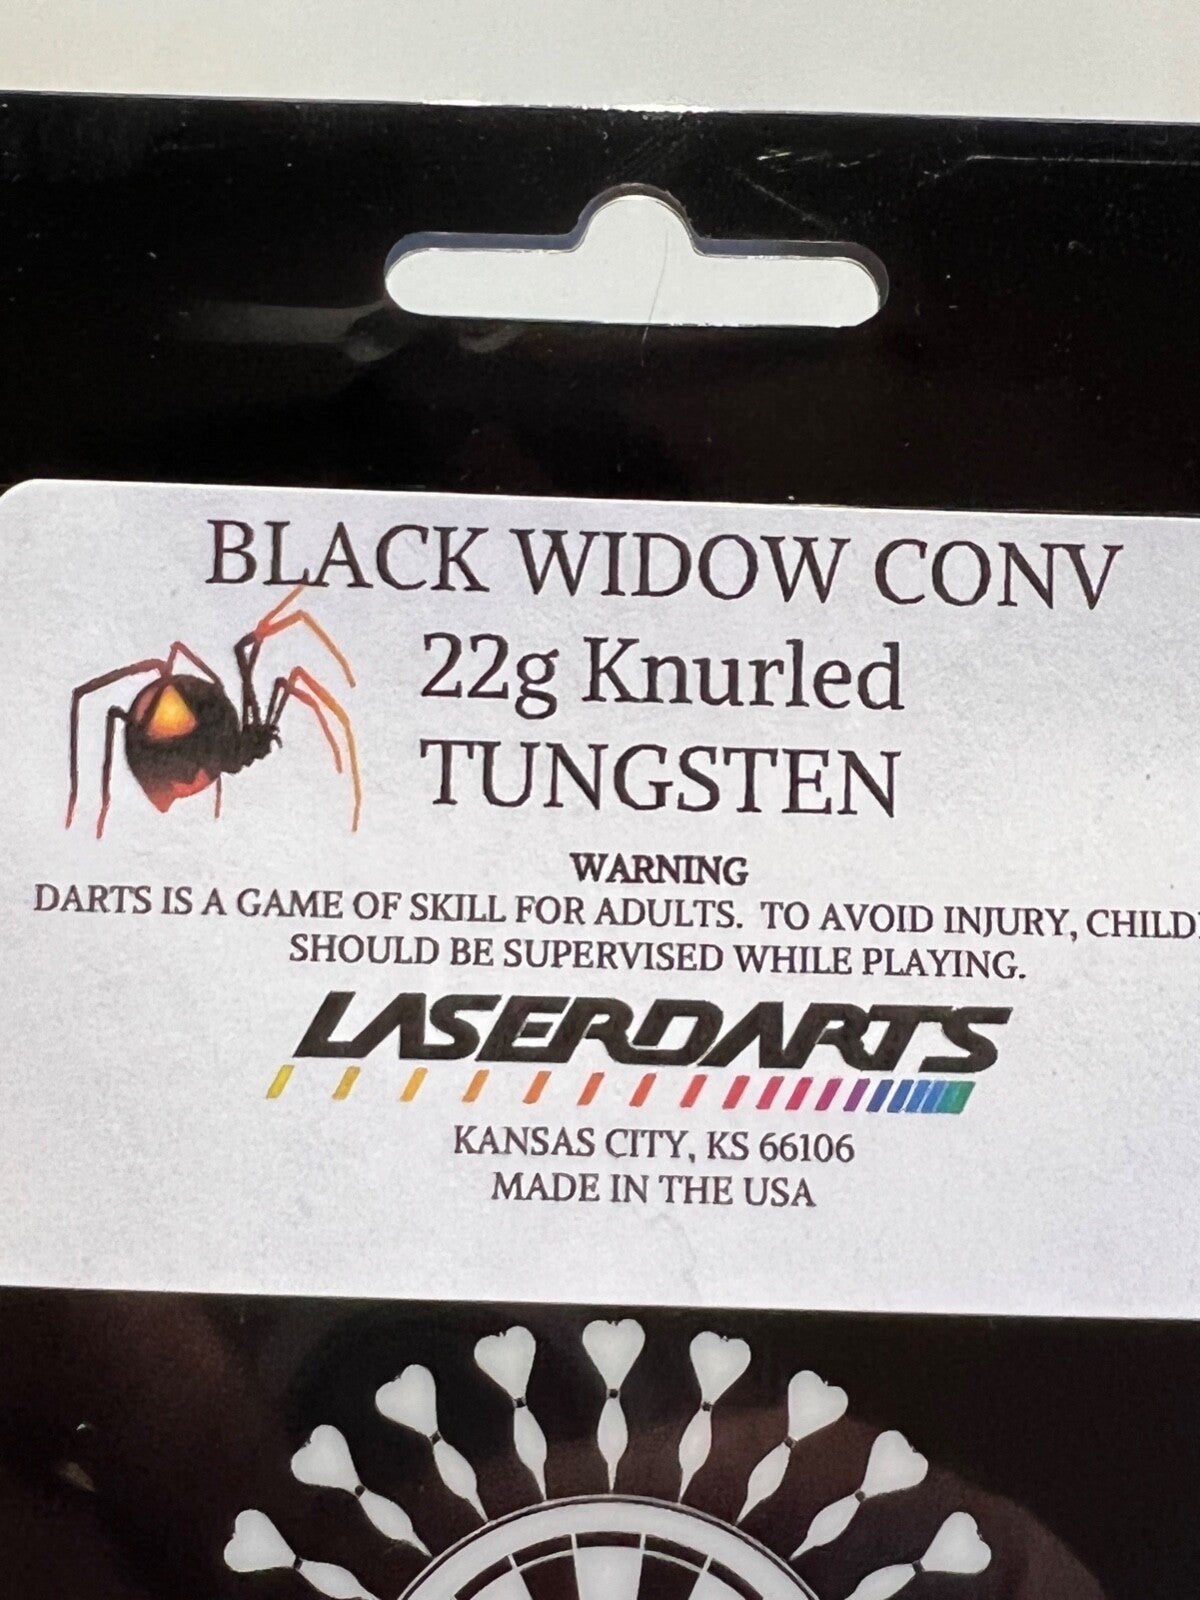 BLACK WIDOW CONV
22g Knurled
TUNGSTEN
WARNING
DARTS IS A GAME OF SKILL FOR ADULTS. TO AVOID INJURY,
SHOULD BE SUPERVISED WHILE PLAYING.
LASERDARTS
KANSAS CITY, KS 66106
MADE IN THE USA